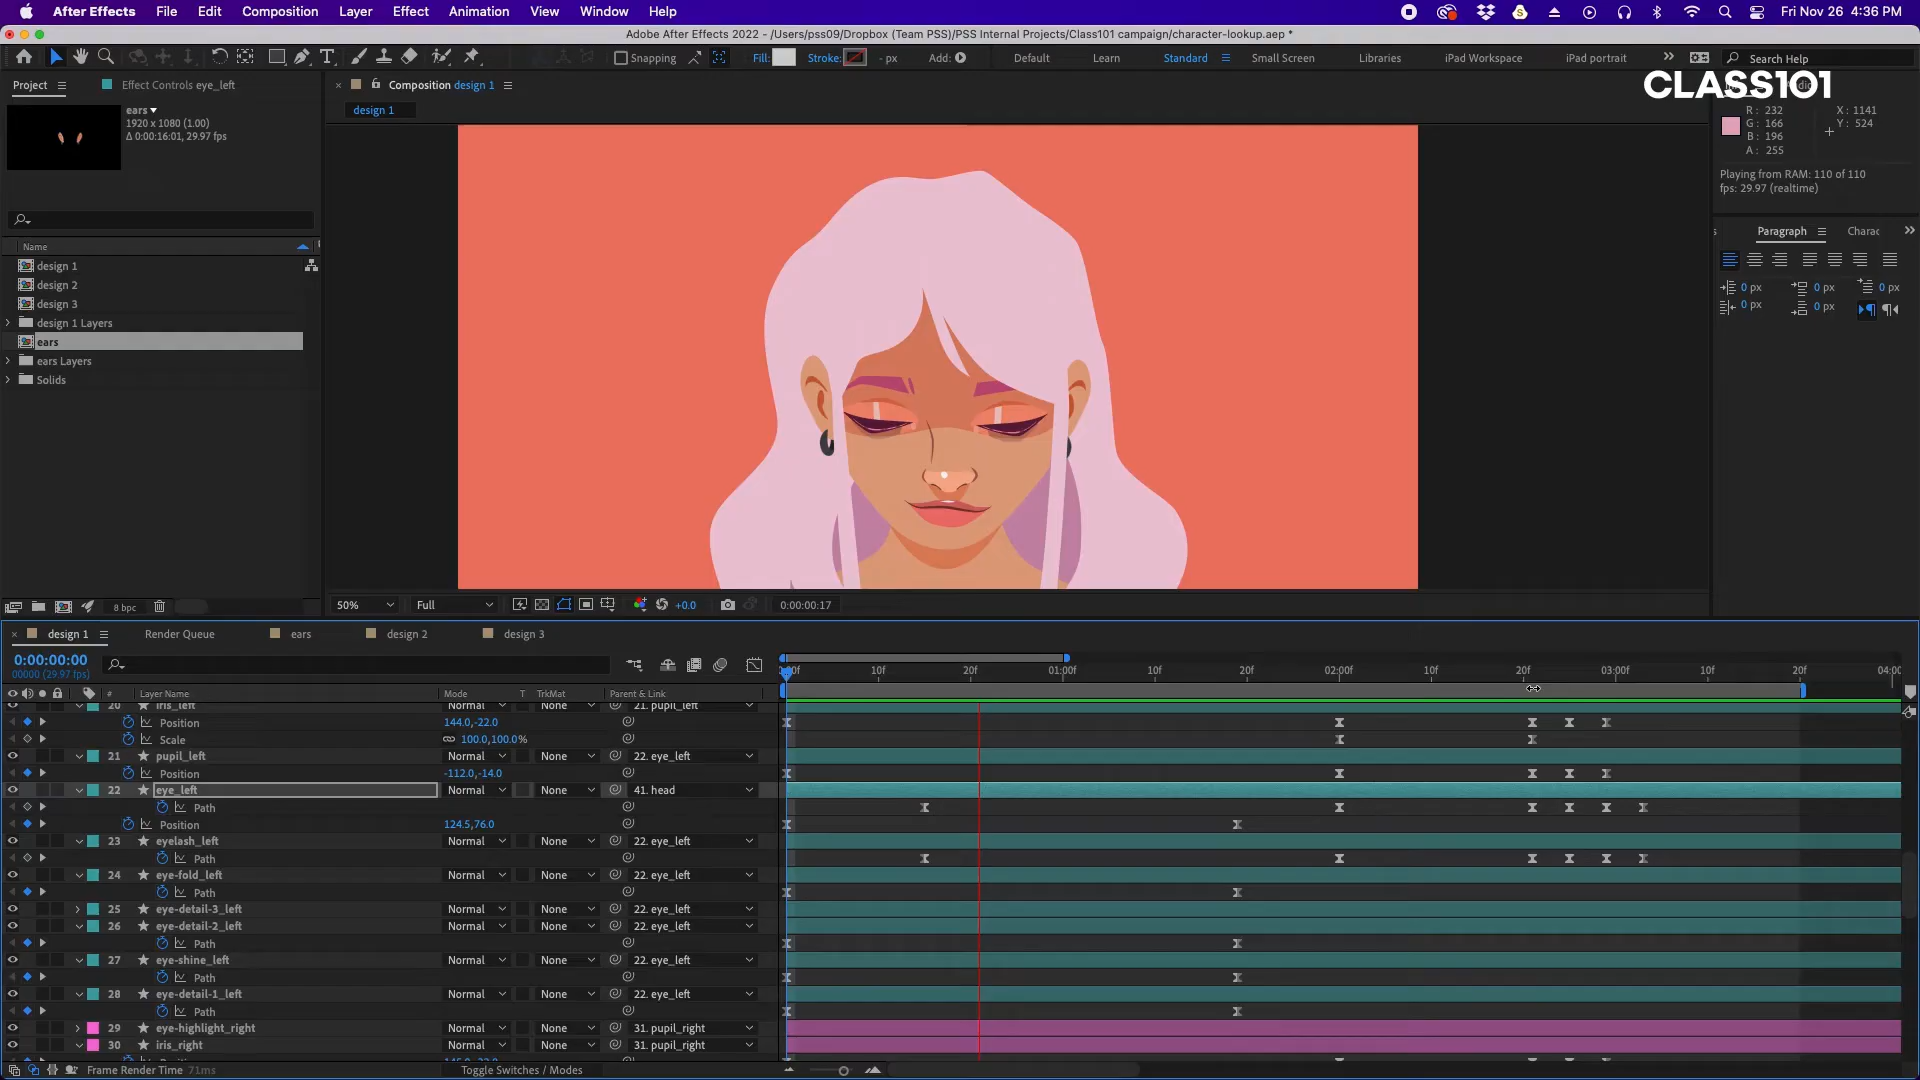 After Effects File Edit Composition Layer Effect Animation View Window Help Fri Nov 26 4:36 PM
Adobe After Effects 2022 - /Users/pss09/Dropbox (Team PSS)/PSS Internal Projects/Class101 campaign/character-lookup.aep *
Snapping Fill: Stroke: - px Add: Default Learn Standard Small Screen Libraries iPad Workspace iPad portrait Search Help
Project Effect Controls eye_left Composition design 1 CLASS101
design 1
ears
1920 x 1080 (1.00)
Δ 0:00:16:01, 29.97 fps
R: 232 X: 1141
G: 166 Y: 524
B: 196
A: 255
Playing from RAM: 110 of 110
fps: 29.97 (realtime)
Paragraph Charac
0 px 0 px 0 px
0 px 0 px
Name
design 1
design 2
design 3
design 1 Layers
ears
ears Layers
Solids
8 bpc 50% Full +0.0 0:00:00:17
design 1 Render Queue ears design 2 design 3
0:00:00:00
00000 (29.97 fps)
:00f 10f 20f 01:00f 10f 20f 02:00f 10f 20f 03:00f 10f 20f 04:00
# Layer Name Mode T TrkMat Parent & Link
20 iris_left Normal None 21. pupil_left
Position 144.0,-22.0
Scale 100.0,100.0%
21 pupil_left Normal None 22. eye_left
Position -112.0,-14.0
22 eye_left Normal None 41. head
Path
Position 124.5,76.0
23 eyelash_left Normal None 22. eye_left
Path
24 eye-fold_left Normal None 22. eye_left
Path
25 eye-detail-3_left Normal None 22. eye_left
26 eye-detail-2_left Normal None 22. eye_left
Path
27 eye-shine_left Normal None 22. eye_left
Path
28 eye-detail-1_left Normal None 22. eye_left
Path
29 eye-highlight_right Normal None 31. pupil_right
30 iris_right Normal None 31. pupil_right
Frame Render Time 71ms Toggle Switches / Modes